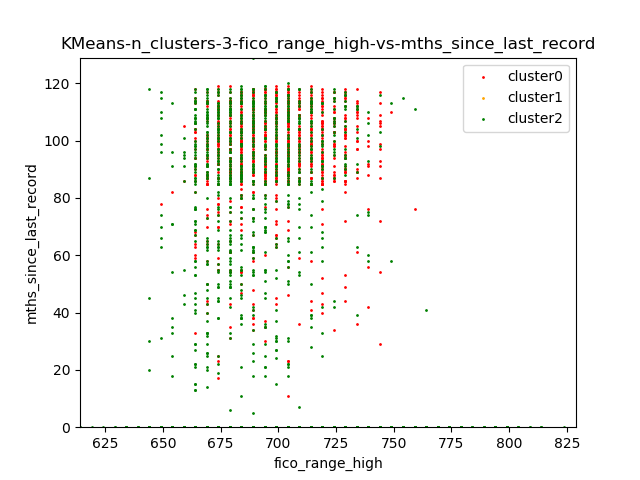 KMeans-n_clusters-3-fico_range_high-vs-mths_since_last_record
cluster0
cluster1
cluster2
120
100
80
60
40
20
0
mths_since_last_record
625 650 675 700 725 750 775 800 825
fico_range_high